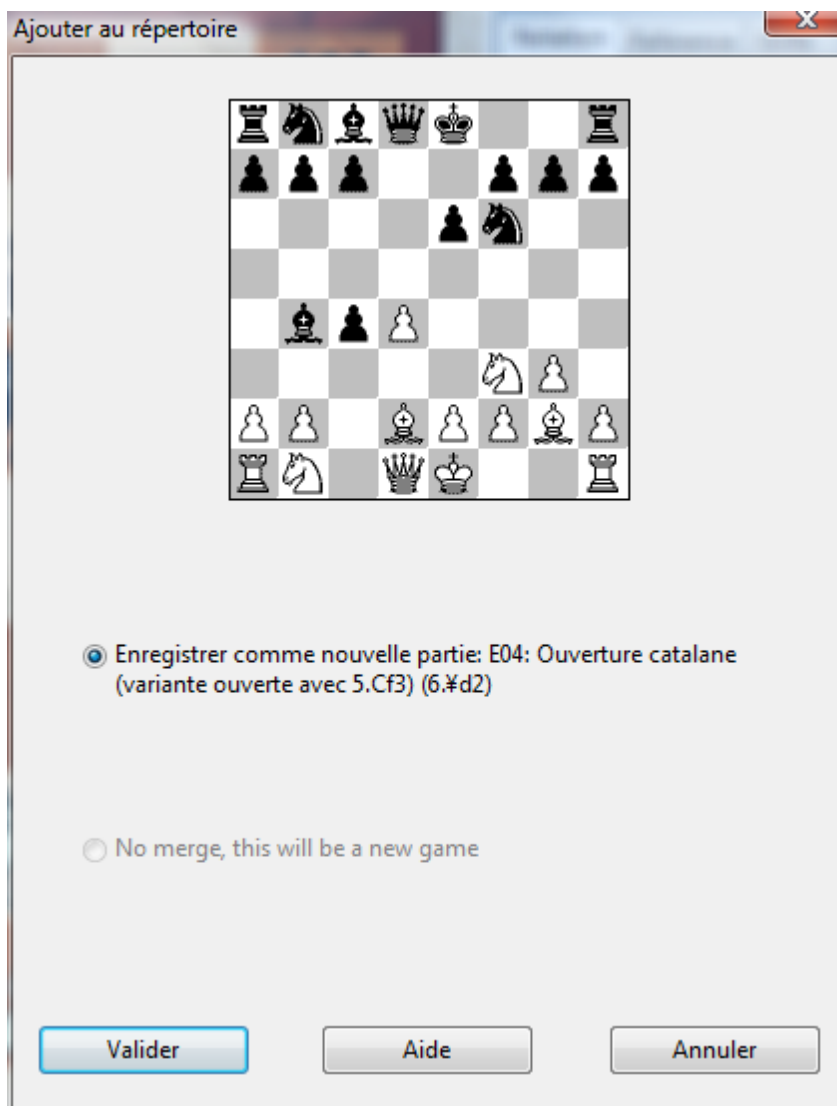 Ajouter au répertoire
Enregistrer comme nouvelle partie: E04: Ouverture catalane
(variante ouverte avec 5.Cf3) (6.¥d2)
No merge, this will be a new game
Valider
Aide
Annuler